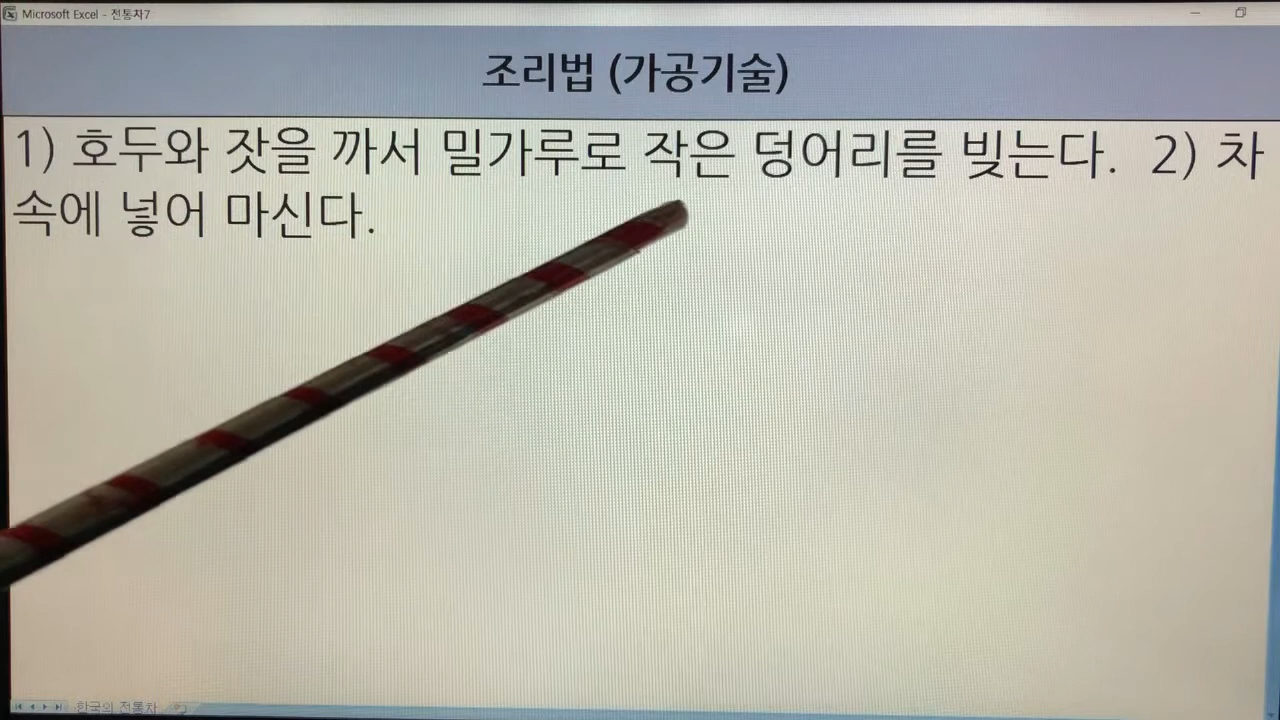 Microsoft Excel - 전통차7
조리법 (가공기술)
1) 호두와 잣을 까서 밀가루로 작은 덩어리를 빚는다. 2) 차
속에 넣어 마신다.
한국의 전통차